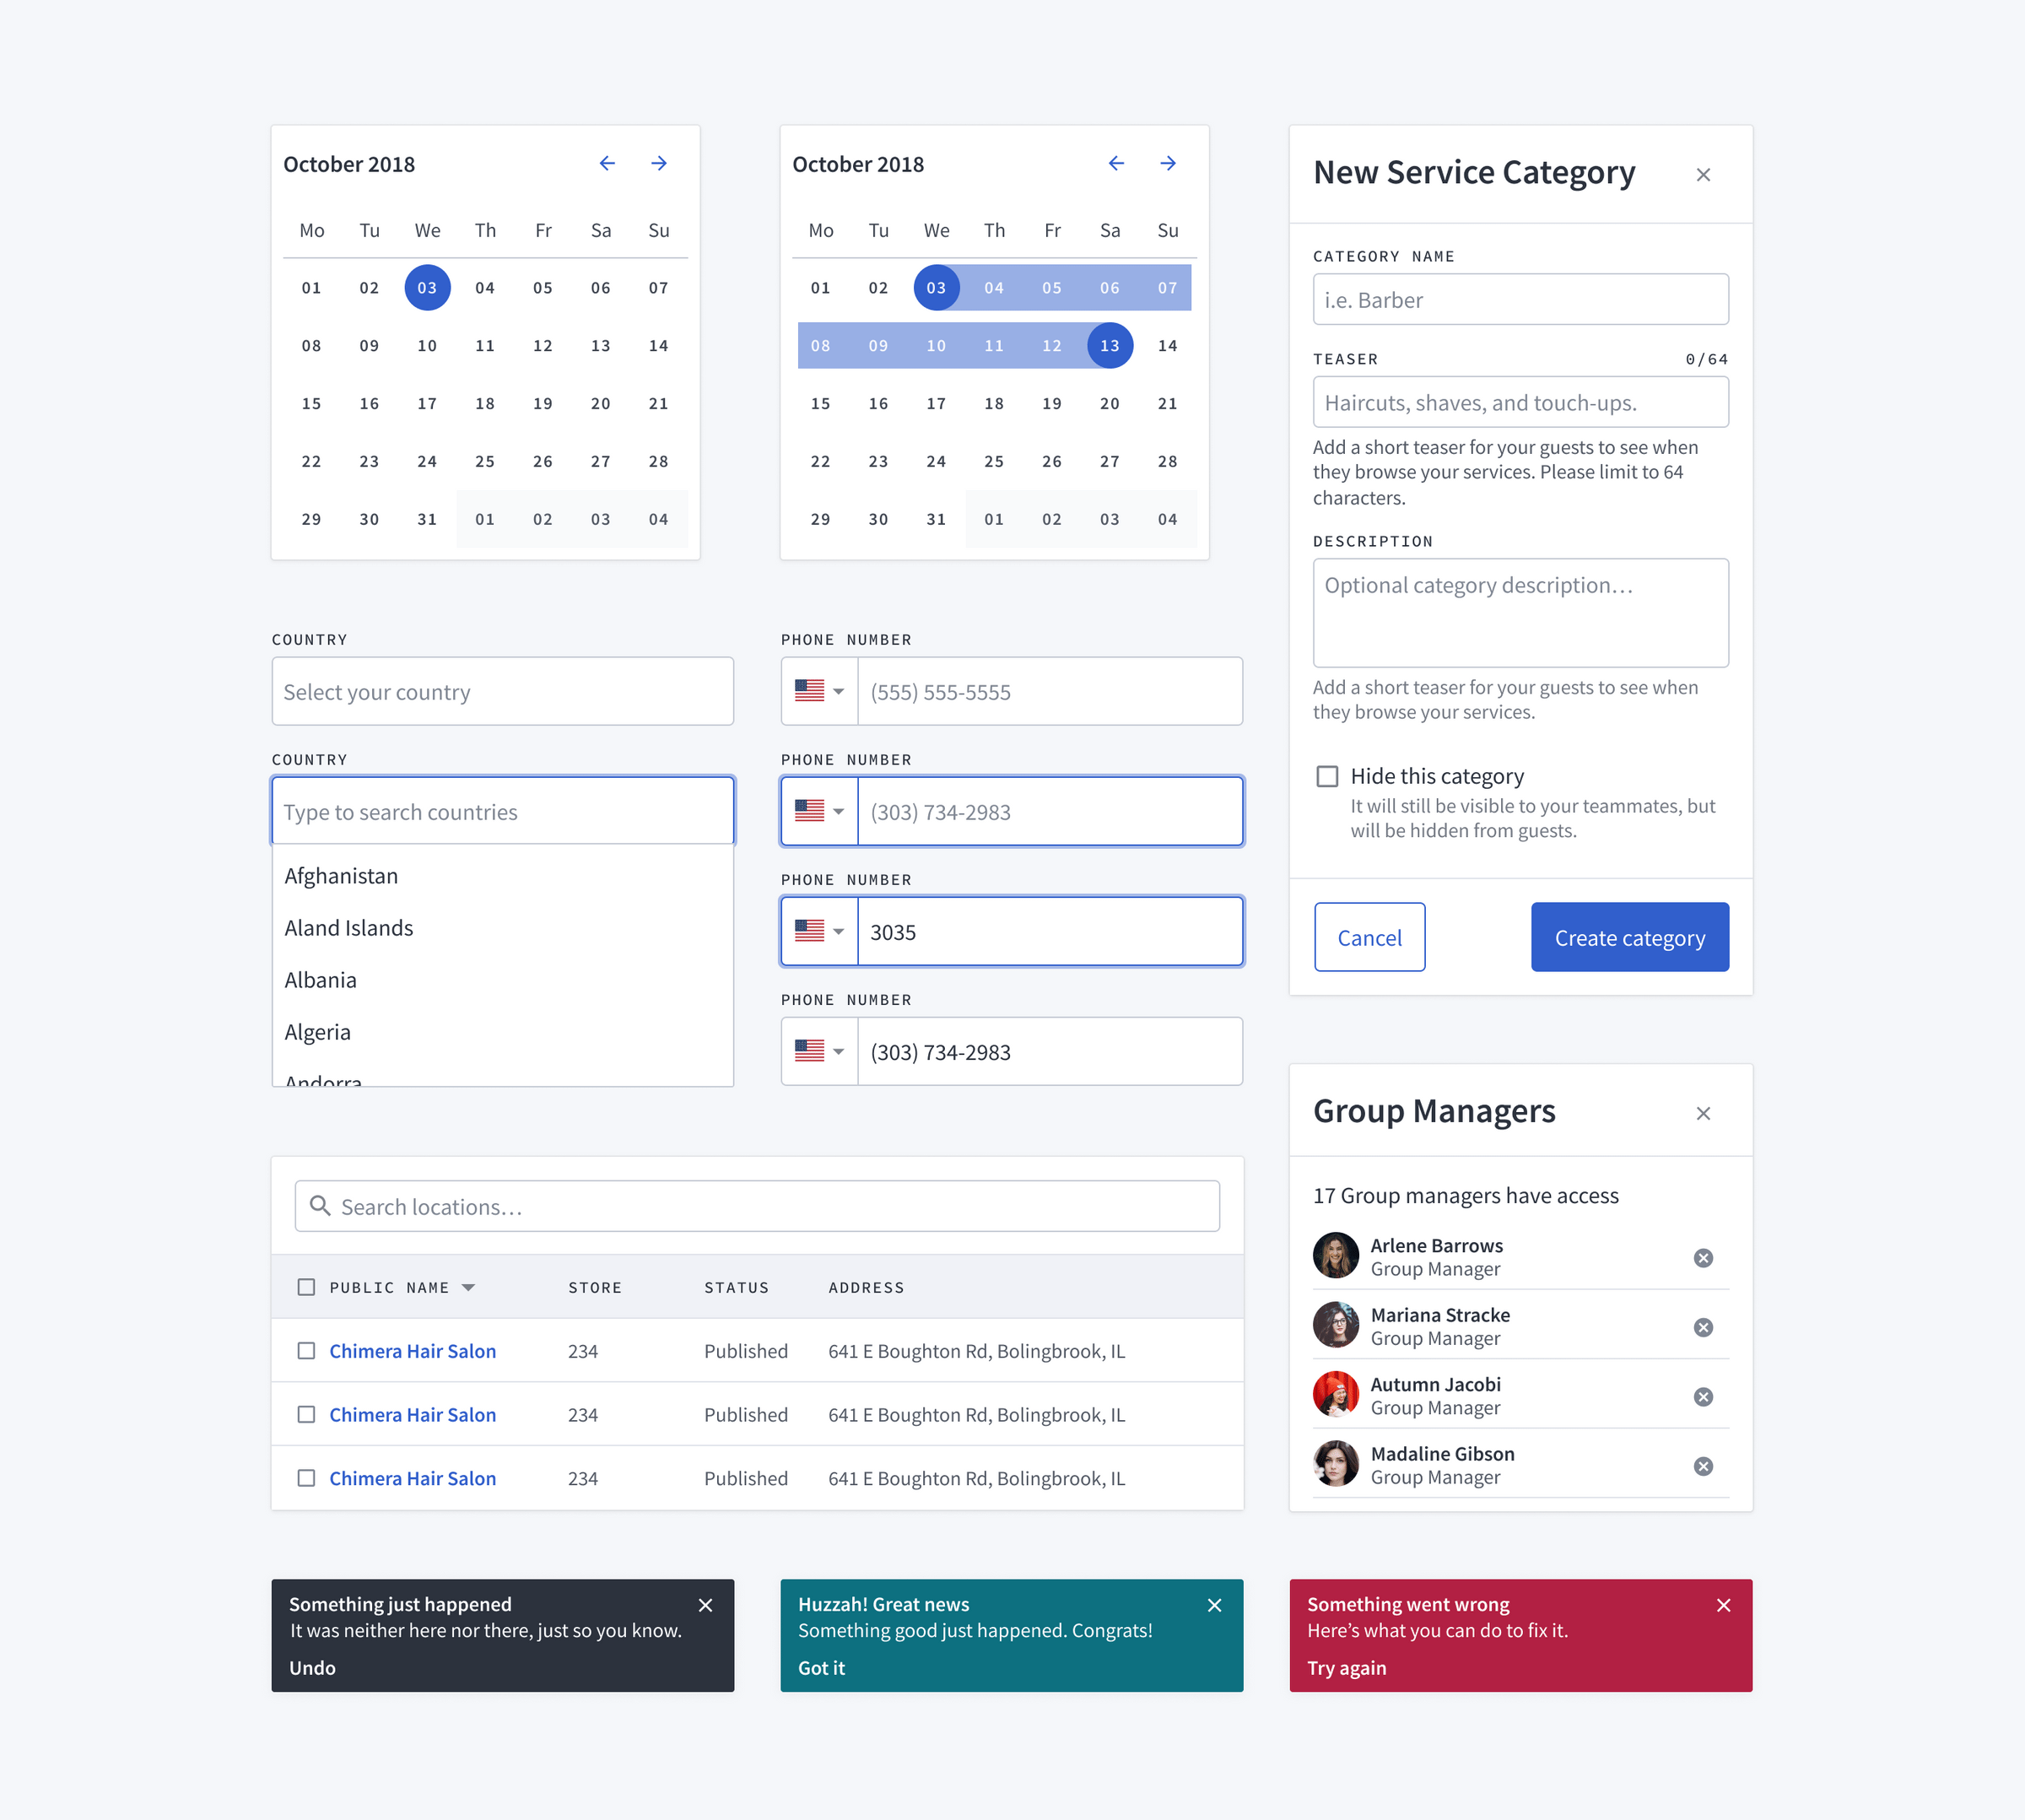 October 2018
Mo Tu We Th Fr Sa Su
01 02 03 04 05 06 07
08 09 10 11 12 13 14
15 16 17 18 19 20 21
22 23 24 25 26 27 28
29 30 31 01 02 03 04
October 2018
Mo Tu We Th Fr Sa Su
01 02 03 04 05 06 07
08 09 10 11 12 13 14
15 16 17 18 19 20 21
22 23 24 25 26 27 28
29 30 31 01 02 03 04
New Service Category
CATEGORY NAME
i.e. Barber
TEASER 0/64
Haircuts, shaves, and touch-ups.
Add a short teaser for your guests to see when
they browse your services. Please limit to 64
characters.
DESCRIPTION
Optional category description…
Add a short teaser for your guests to see when
they browse your services.
Hide this category
It will still be visible to your teammates, but
will be hidden from guests.
Cancel Create category
COUNTRY
Select your country
COUNTRY
Type to search countries
Afghanistan
Aland Islands
Albania
Algeria
Andorra
PHONE NUMBER
(555) 555-5555
PHONE NUMBER
(303) 734-2983
PHONE NUMBER
3035
PHONE NUMBER
(303) 734-2983
Search locations…
PUBLIC NAME STORE STATUS ADDRESS
Chimera Hair Salon 234 Published 641 E Boughton Rd, Bolingbrook, IL
Chimera Hair Salon 234 Published 641 E Boughton Rd, Bolingbrook, IL
Chimera Hair Salon 234 Published 641 E Boughton Rd, Bolingbrook, IL
Group Managers
17 Group managers have access
Arlene Barrows
Group Manager
Mariana Stracke
Group Manager
Autumn Jacobi
Group Manager
Madaline Gibson
Group Manager
Something just happened
It was neither here nor there, just so you know.
Undo
Huzzah! Great news
Something good just happened. Congrats!
Got it
Something went wrong
Here’s what you can do to fix it.
Try again